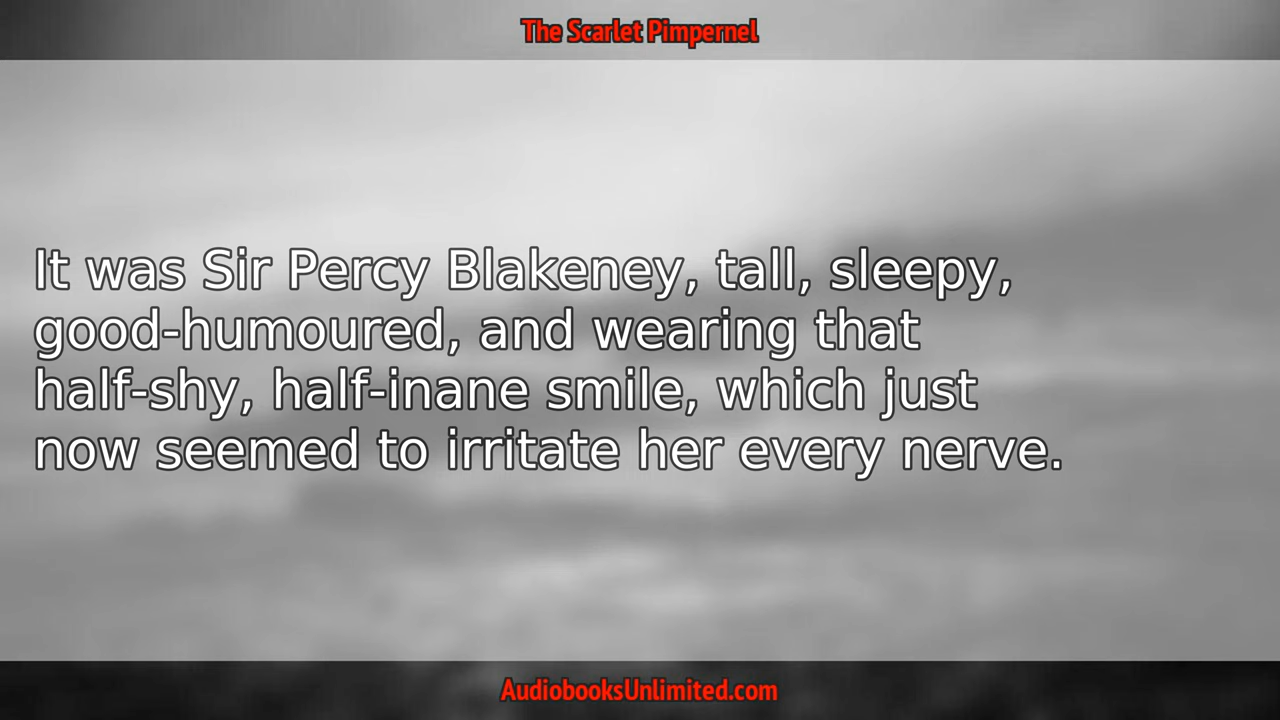 The Scarlet Pimpernel
It was Sir Percy Blakeney, tall, sleepy,
good-humoured, and wearing that
half-shy, half-inane smile, which just
now seemed to irritate her every nerve.
AudiobooksUnlimited.com